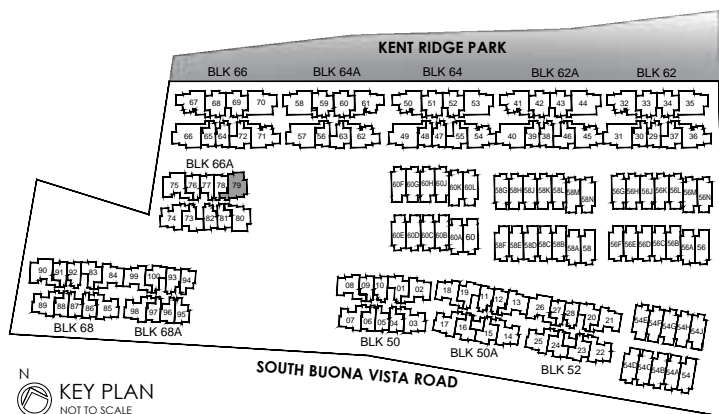 KENT RIDGE PARK
BLK 66 BLK 64A BLK 64 BLK 62A BLK 62
67 68 69 70 58 59 60 61 50 51 52 53 41 42 43 44 32 33 34 35
66 65 64 72 71 57 56 63 62 49 48 47 55 54 40 39 38 46 45 31 30 29 37 36
BLK 66A
75 76 77 78 79 60F 60G 60H 60J 60K 60L 58G 58H 58J 58K 58L 58M 58N 56G 56H 56J 56K 56L 56M 56N
74 73 82 81 80 60E 60D 60C 60B 60A 60 58F 58E 58D 58C 58B 58A 58 56F 56E 56D 56C 56B 56A 56
90 91 92 83 84 99 100 93 94 08 09 10 01 02 18 19 11 12 13 26 27 28 20 21 54E 54F 54G 54H 54J
89 88 87 86 85 98 97 96 95 07 06 05 04 03 17 16 15 14 25 24 23 22 54D 54C 54B 54A 54
BLK 68 BLK 68A BLK 50 BLK 50A BLK 52
SOUTH BUONA VISTA ROAD
N
KEY PLAN
NOT TO SCALE